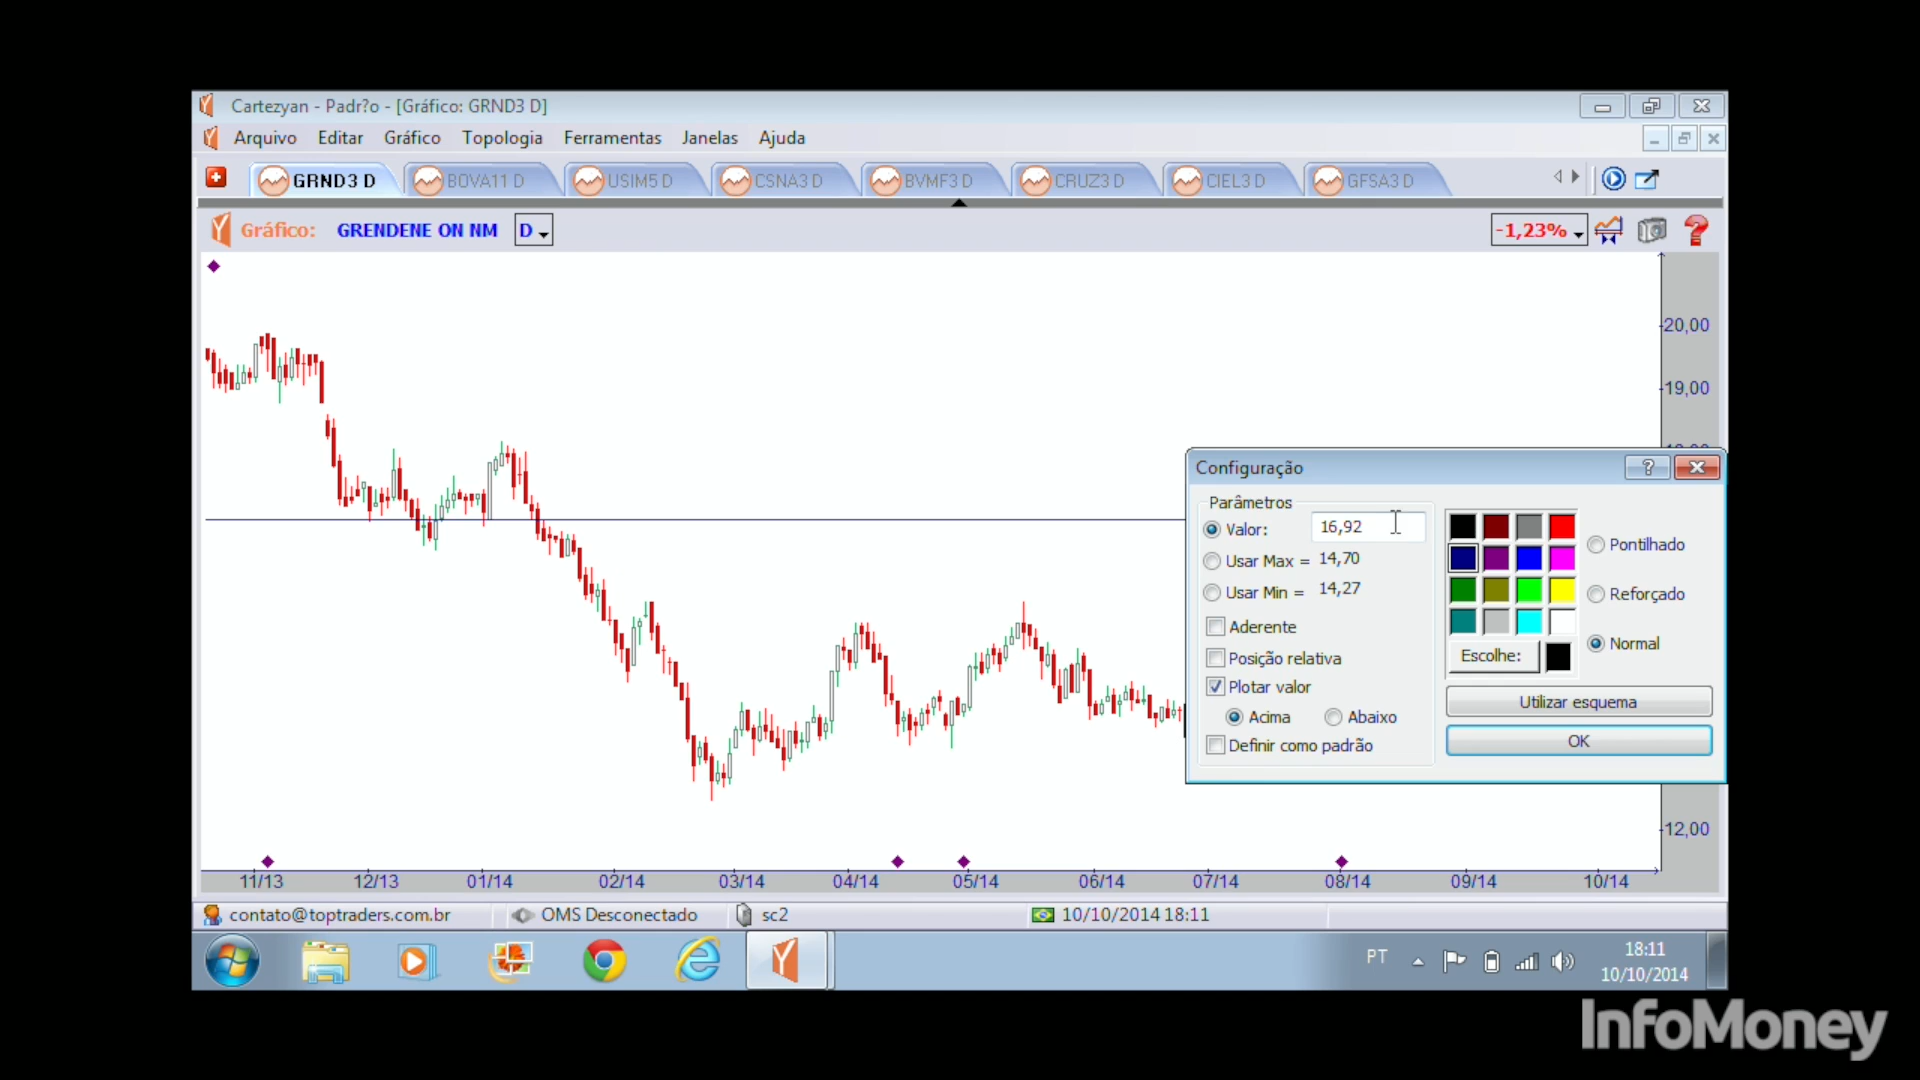 Cartezyan - Padr?o - [Gráfico: GRND3 D]
Arquivo Editar Gráfico Topologia Ferramentas Janelas Ajuda
GRND3 D BOVA11 D USIM5 D CSNA3 D BVMF3 D CRUZ3 D CIEL3 D GFSA3 D
Gráfico: GRENDENE ON NM D -1,23%
20,00
19,00
Configuração
Parâmetros
Valor: 16,92
Usar Max = 14,70
Usar Min = 14,27
Aderente
Posição relativa
Plotar valor
Acima Abaixo
Definir como padrão
Pontilhado
Reforçado
Normal
Escolhe:
Utilizar esquema
OK
12,00
11/13 12/13 01/14 02/14 03/14 04/14 05/14 06/14 07/14 08/14 09/14 10/14
contato@toptraders.com.br OMS Desconectado sc2 10/10/2014 18:11
PT 18:11
10/10/2014
InfoMoney